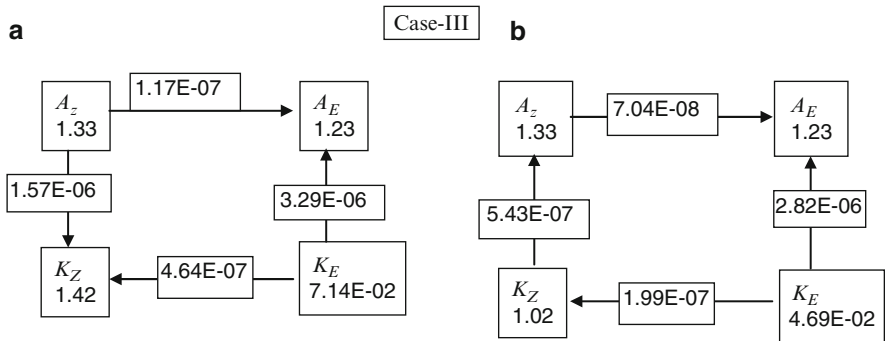 Case-III
a
1.17E-07
A_z
1.33
A_E
1.23
1.57E-06
3.29E-06
K_Z
1.42
4.64E-07
K_E
7.14E-02
b
A_z
1.33
7.04E-08
A_E
1.23
5.43E-07
2.82E-06
K_Z
1.02
1.99E-07
K_E
4.69E-02